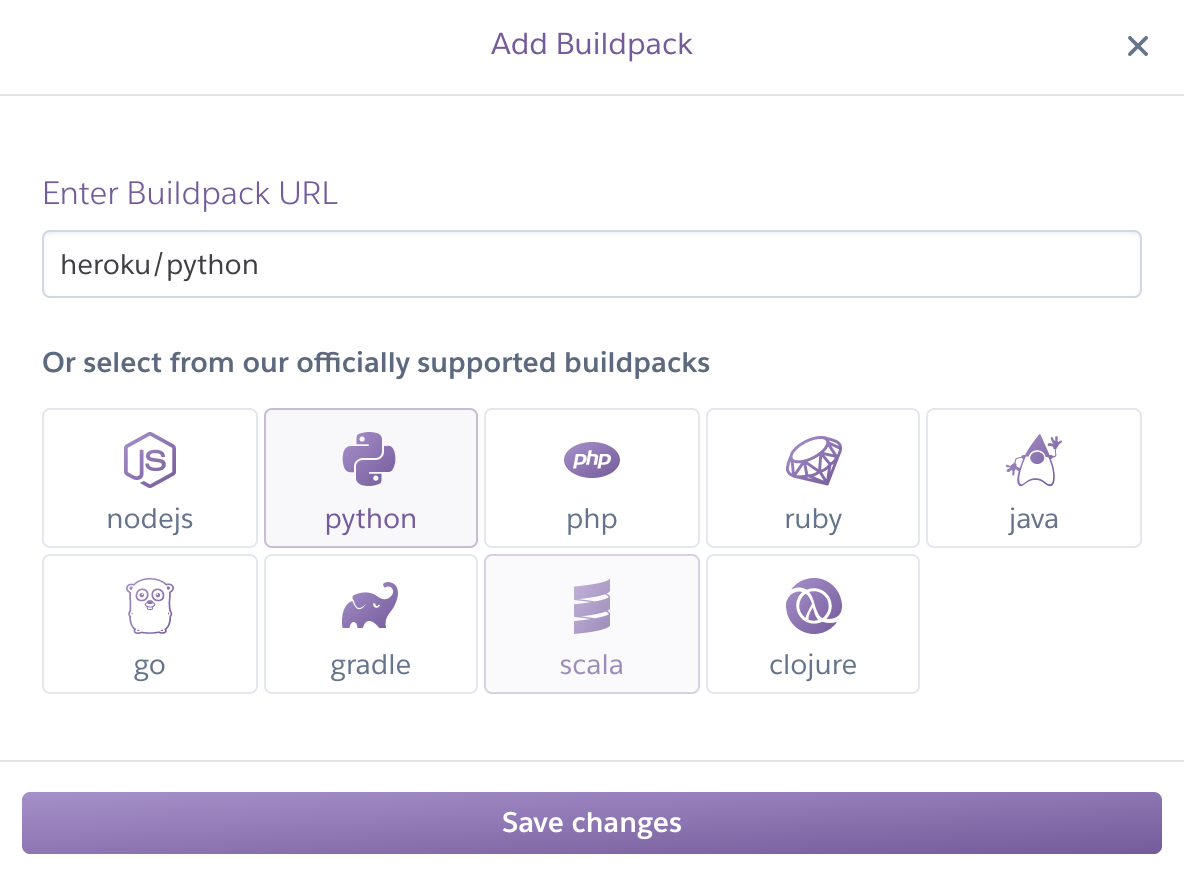 Add Buildpack
Enter Buildpack URL
heroku/python
Or select from our officially supported buildpacks
JS
php
nodejs
python
php
ruby
java
go
gradle
scala
clojure
Save changes